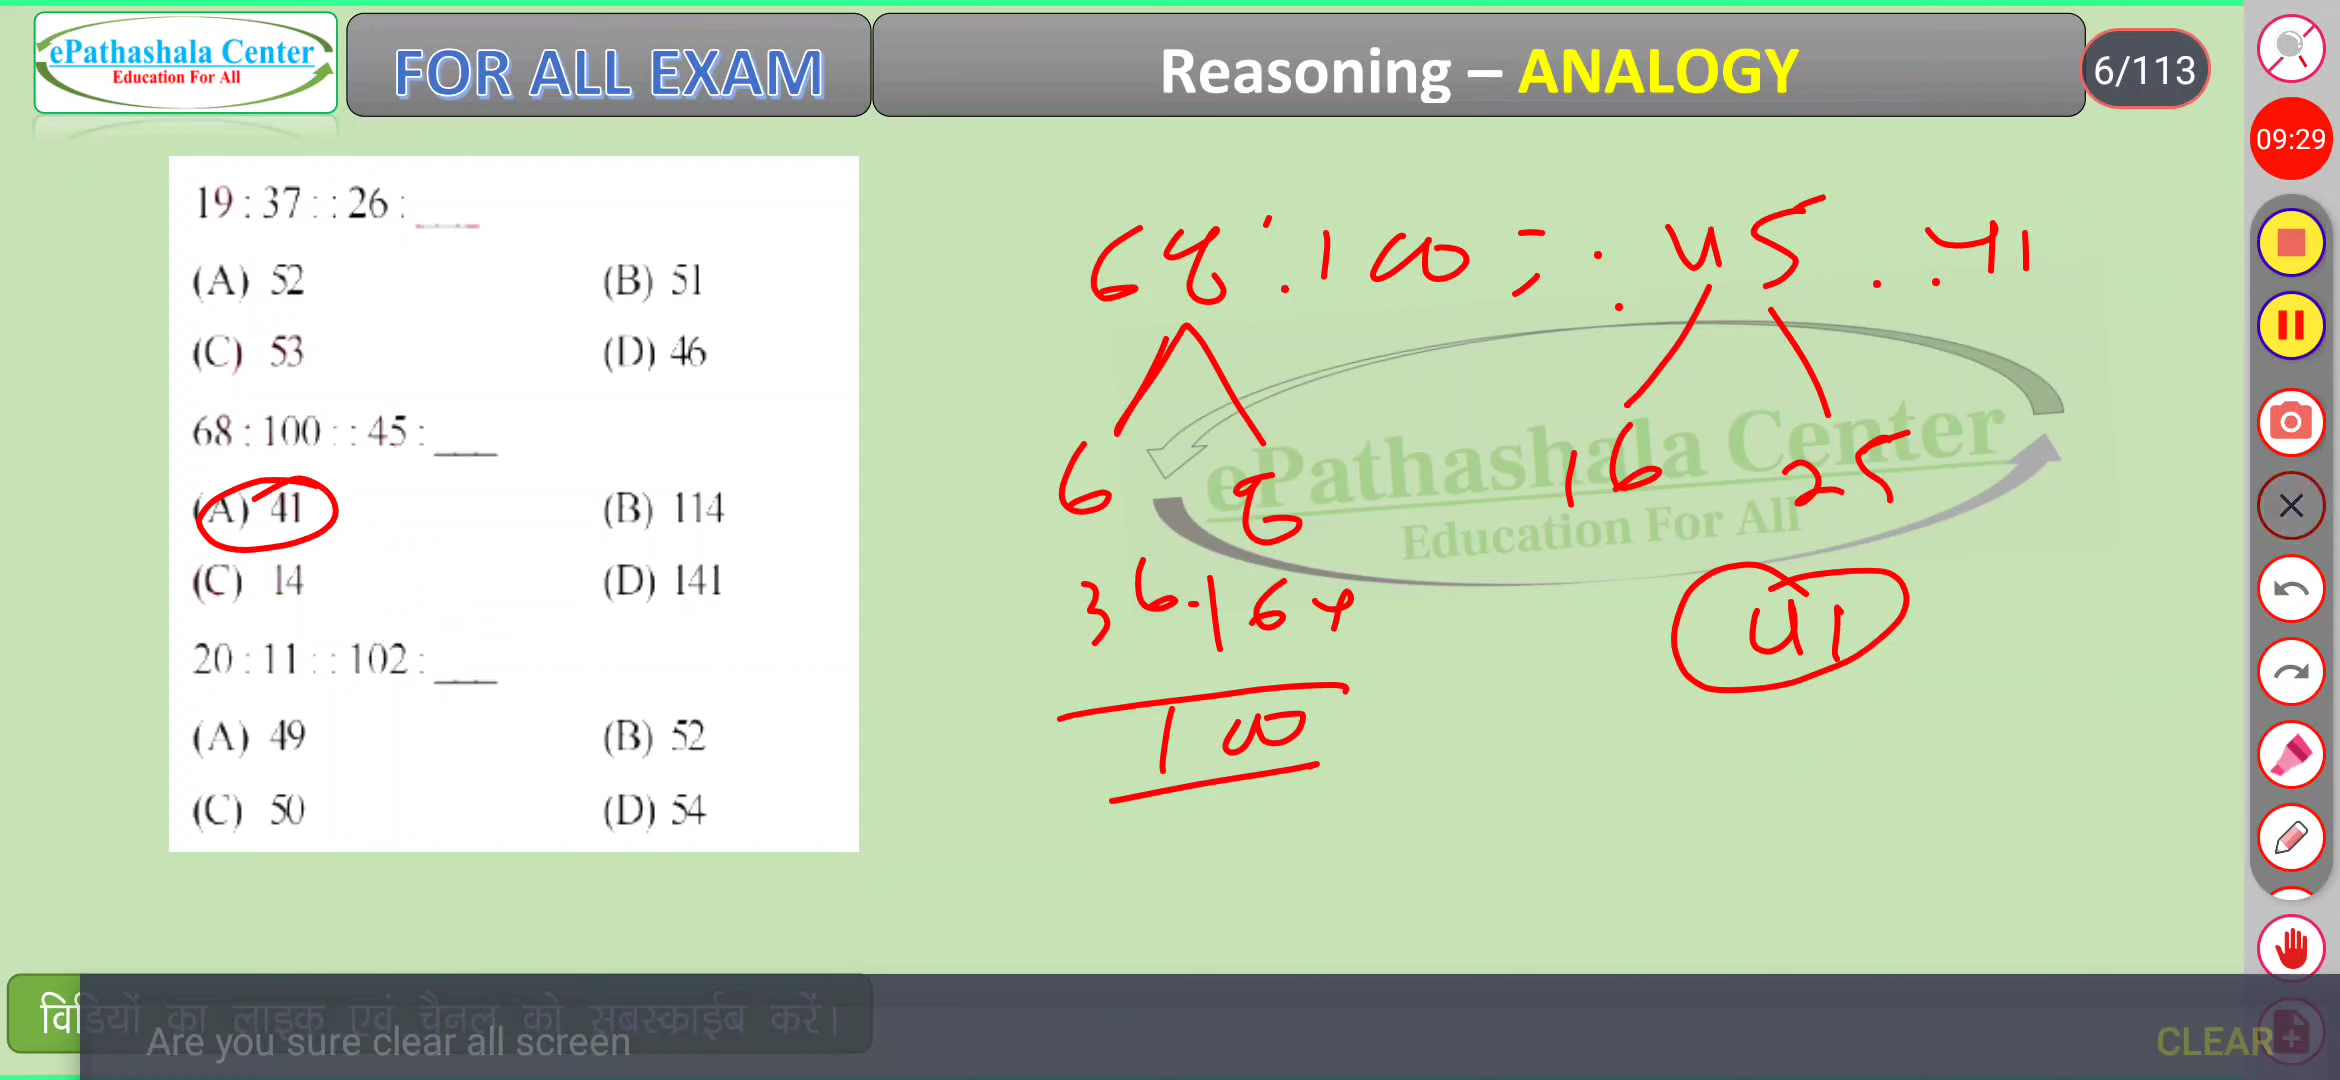 ePathashala Center
Education For All
FOR ALL EXAM
Reasoning – ANALOGY
6/113
09:29
19 : 37 : : 26 : ____
(A) 52 (B) 51
(C) 53 (D) 46
68 : 100 : : 45 : ____
(A) 41 (B) 114
(C) 14 (D) 141
20 : 11 : : 102 : ____
(A) 49 (B) 52
(C) 50 (D) 54
68 : 100 : : 45 : 41
6 8 16 25
36 + 64 41
100
ePathashala Center
Education For All
विडियों का लाइक एवं चैनल को सबस्क्राईब करें।
Are you sure clear all screen
CLEAR